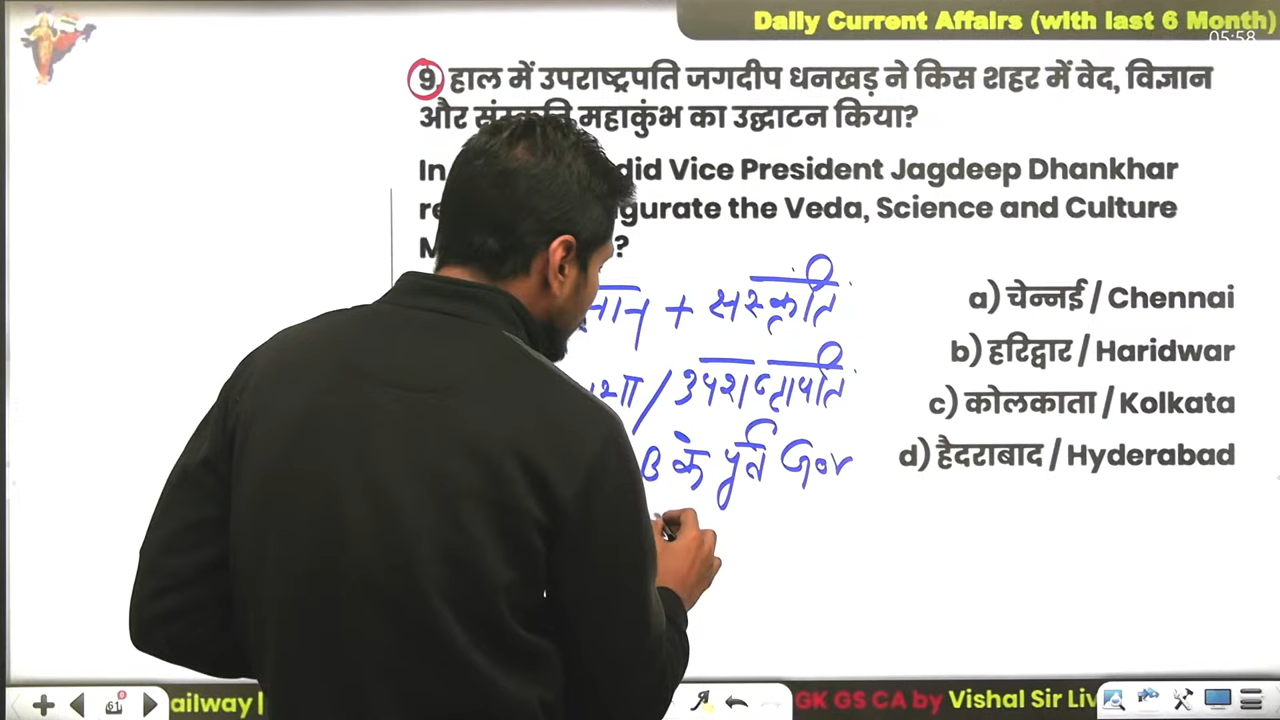 Daily Current Affairs (with last 6 Month)
05:58
9. हाल में उपराष्ट्रपति जगदीप धनखड़ ने किस शहर में वेद, विज्ञान
और संस्कृति महाकुंभ का उद्घाटन किया?
In did Vice President Jagdeep Dhankhar
gurate the Veda, Science and Culture
M ?
+ संस्कृति
/ उपराष्ट्रपति
B के पूर्व Gov
a) चेन्नई / Chennai
b) हरिद्वार / Haridwar
c) कोलकाता / Kolkata
d) हैदराबाद / Hyderabad
61
ailway |
GK GS CA by Vishal Sir Liv